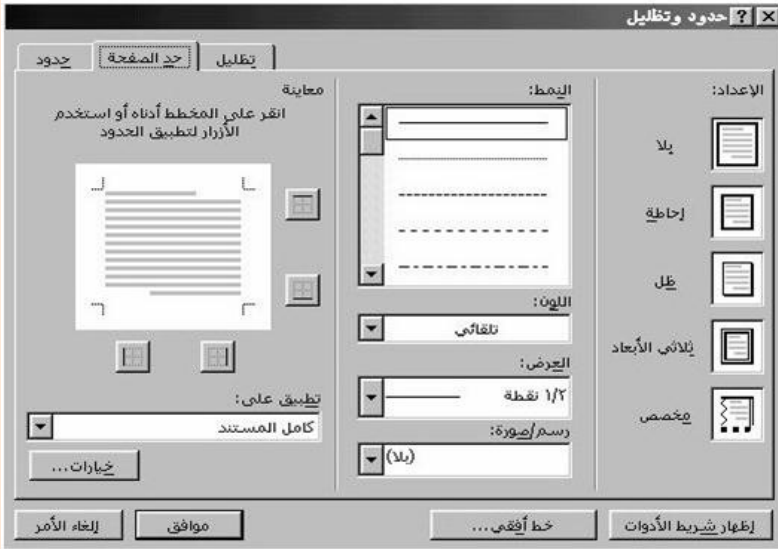 حدود وتظليل
حدود
حد الصفحة
تظليل
الإعداد:
بلا
إحاطة
ظل
ثلاثي الأبعاد
مخصص
النمط:
اللون:
تلقائي
العرض:
١/٢ نقطة
رسم/صورة:
(بلا)
معاينة
انقر على المخطط أدناه أو استخدم
الأزرار لتطبيق الحدود
تطبيق على:
كامل المستند
خيارات...
إظهار شريط الأدوات
خط أفقي...
موافق
إلغاء الأمر